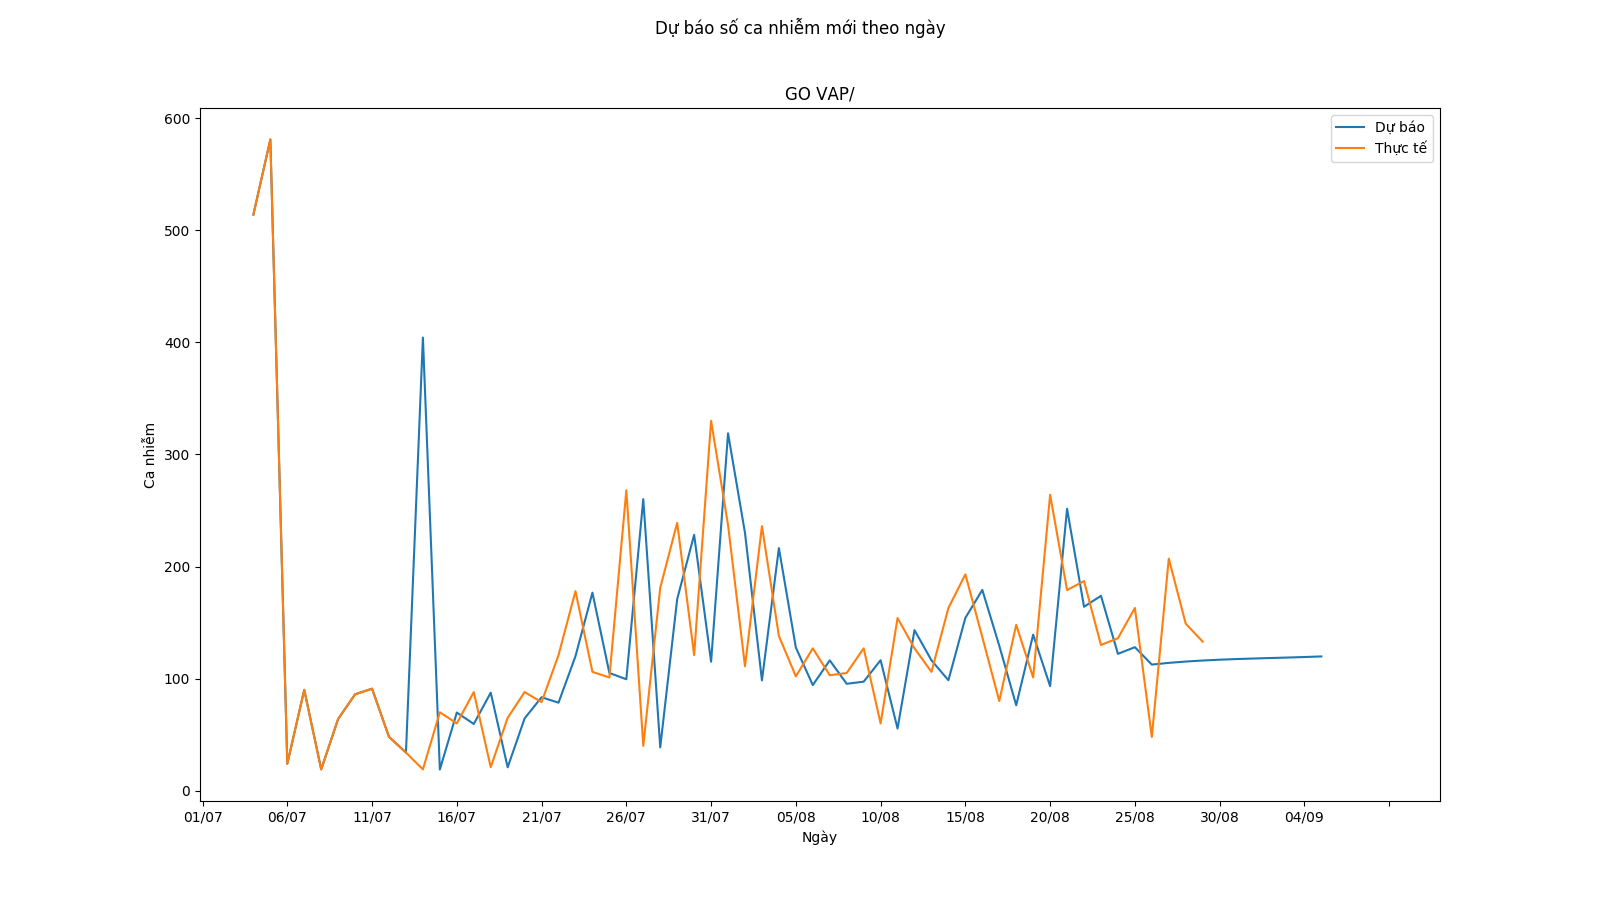 Dự báo số ca nhiễm mới theo ngày
GO VAP/
Dự báo
Thực tế
600
500
400
300
200
100
0
Ca nhiễm
01/07 06/07 11/07 16/07 21/07 26/07 31/07 05/08 10/08 15/08 20/08 25/08 30/08 04/09
Ngày